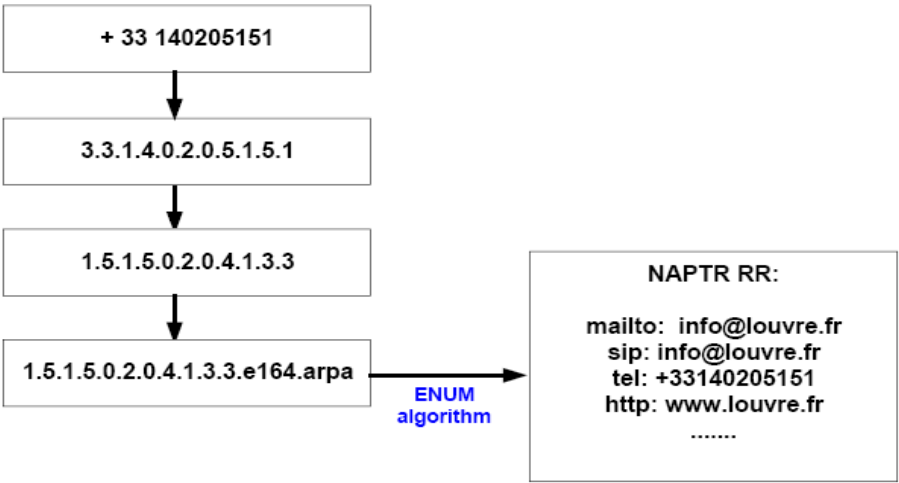 + 33 140205151
3.3.1.4.0.2.0.5.1.5.1
1.5.1.5.0.2.0.4.1.3.3
1.5.1.5.0.2.0.4.1.3.3.e164.arpa
ENUM
algorithm
NAPTR RR:
mailto: info@louvre.fr
sip: info@louvre.fr
tel: +33140205151
http: www.louvre.fr
.......